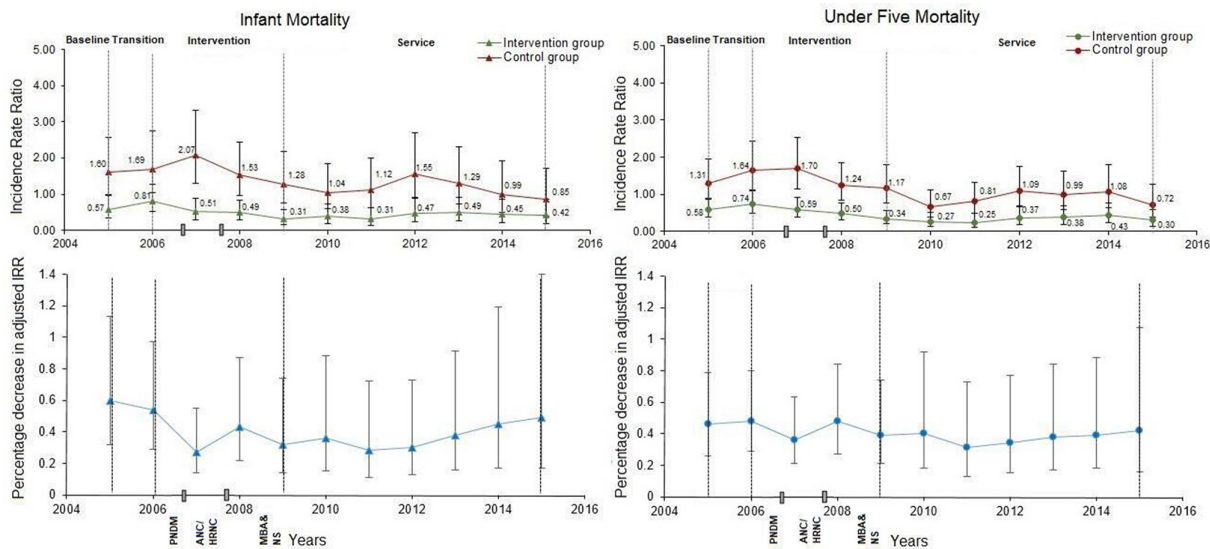 Infant Mortality
Baseline Transition Intervention Service
Intervention group
Control group
Incidence Rate Ratio
5.00
4.00
3.00
2.00
1.00
0.00
1.60 1.69 2.07 1.53 1.28 1.04 1.12 1.55 1.29 0.99 0.85
0.57 0.81 0.51 0.49 0.31 0.38 0.31 0.47 0.49 0.45 0.42
2004 2006 2008 2010 2012 2014 2016
Percentage decrease in adjusted IRR
1.4
1.2
1
0.8
0.6
0.4
0.2
0
2004 2006 2008 2010 2012 2014 2016
PNDM
ANC/
HRNC
MBA&
NS
Years
Under Five Mortality
Baseline Transition Intervention Service
Intervention group
Control group
Incidence Rate Ratio
5.00
4.00
3.00
2.00
1.00
0.00
1.31 1.64 1.70 1.24 1.17 0.67 0.81 1.09 0.99 1.08 0.72
0.58 0.74 0.59 0.50 0.34 0.27 0.25 0.37 0.38 0.43 0.30
2004 2006 2008 2010 2012 2014 2016
Percentage decrease in adjusted IRR
1.4
1.2
1
0.8
0.6
0.4
0.2
0
2004 2006 2008 2010 2012 2014 2016
PNDM
ANC/
HRNC
MBA&
NS
Years